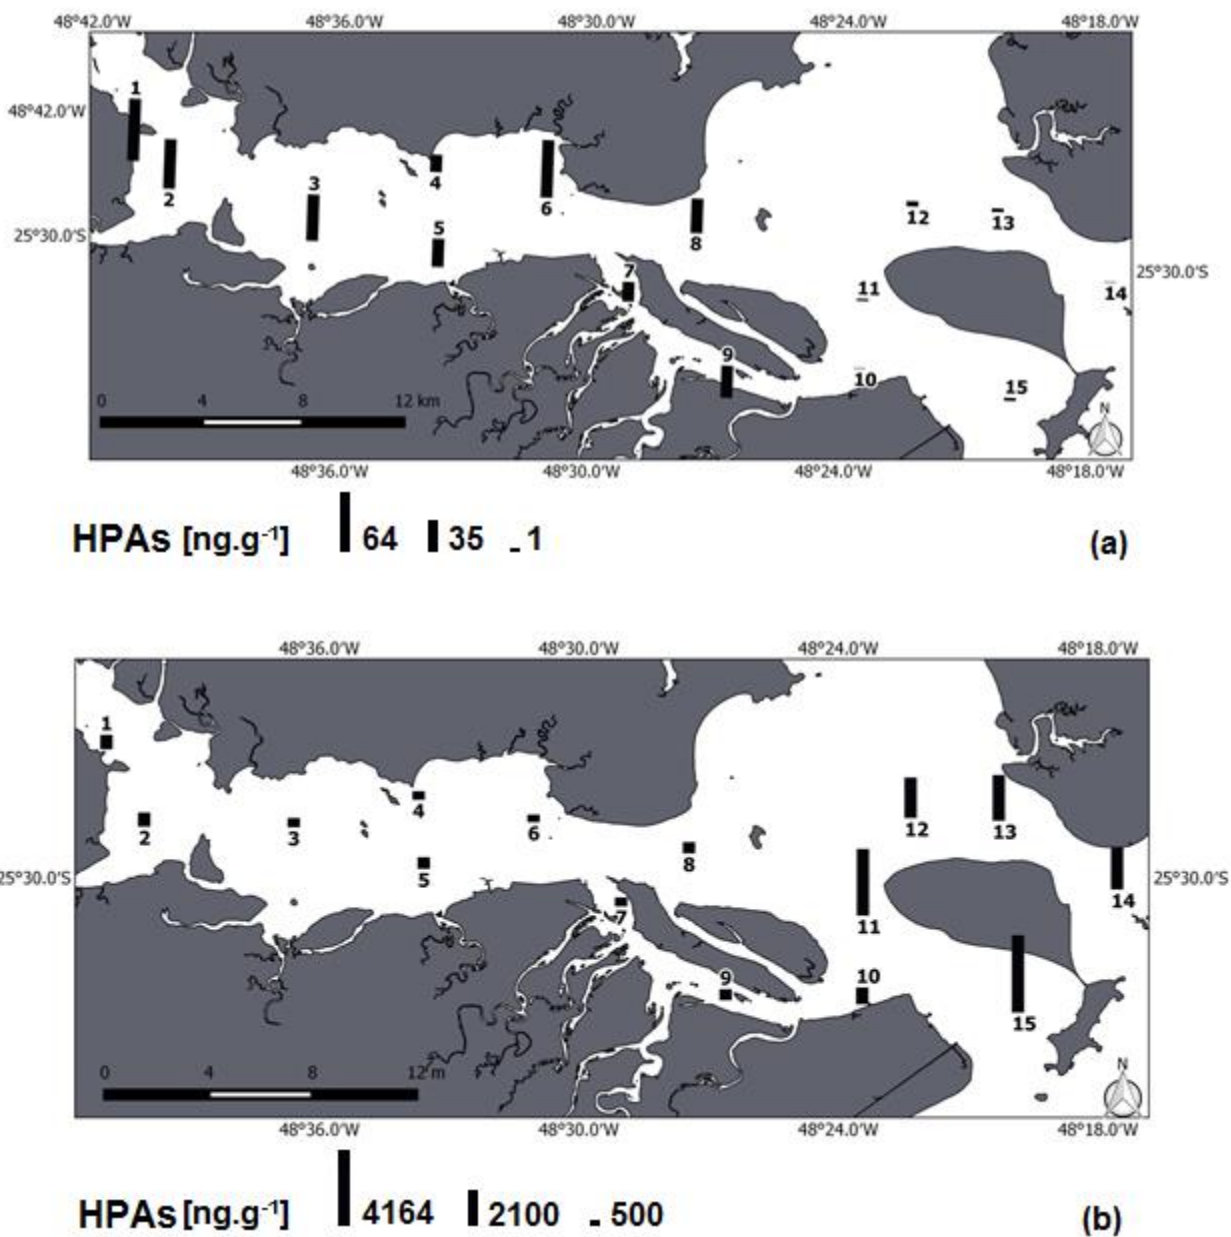 48°42.0'W 48°36.0'W 48°30.0'W 48°24.0'W 48°18.0'W
1
48°42.0'W
2
3
4
5
6
7
8
9
10
11
12
13
14
15
25°30.0'S
25°30.0'S
0 4 8 12 km
N
48°36.0'W 48°30.0'W 48°24.0'W 48°18.0'W
HPAs [ng.g-1] 64 35 1 (a)
48°36.0'W 48°30.0'W 48°24.0'W 48°18.0'W
1
2
3
4
5
6
7
8
9
10
11
12
13
14
15
25°30.0'S
25°30.0'S
0 4 8 12 m
N
48°36.0'W 48°30.0'W 48°24.0'W 48°18.0'W
HPAs [ng.g-1] 4164 2100 500 (b)